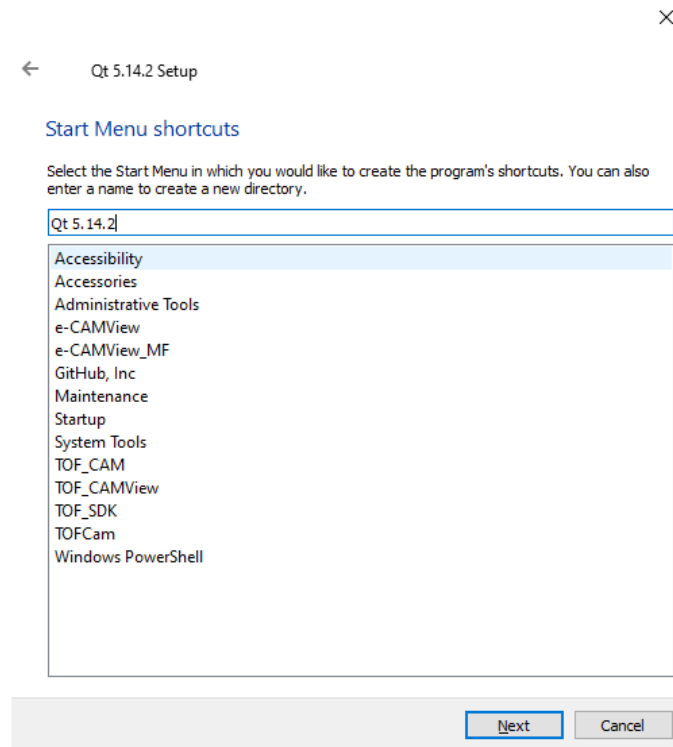 Qt 5.14.2 Setup
Start Menu shortcuts
Select the Start Menu in which you would like to create the program's shortcuts. You can also
enter a name to create a new directory.
Qt 5.14.2
Accessibility
Accessories
Administrative Tools
e-CAMView
e-CAMView_MF
GitHub, Inc
Maintenance
Startup
System Tools
TOF_CAM
TOF_CAMView
TOF_SDK
TOFCam
Windows PowerShell
Next Cancel